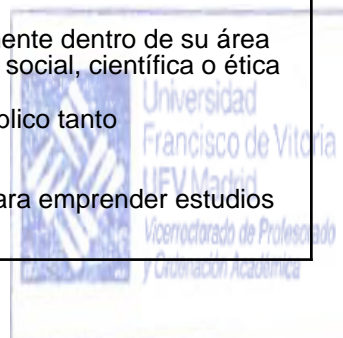 ente dentro de su área
social, científica o ética
Universidad
blico tanto
Francisco de Vitoria
UFV Madrid
ara emprender estudios
Vicerrectorado de Profesorado
y Ordenación Académica